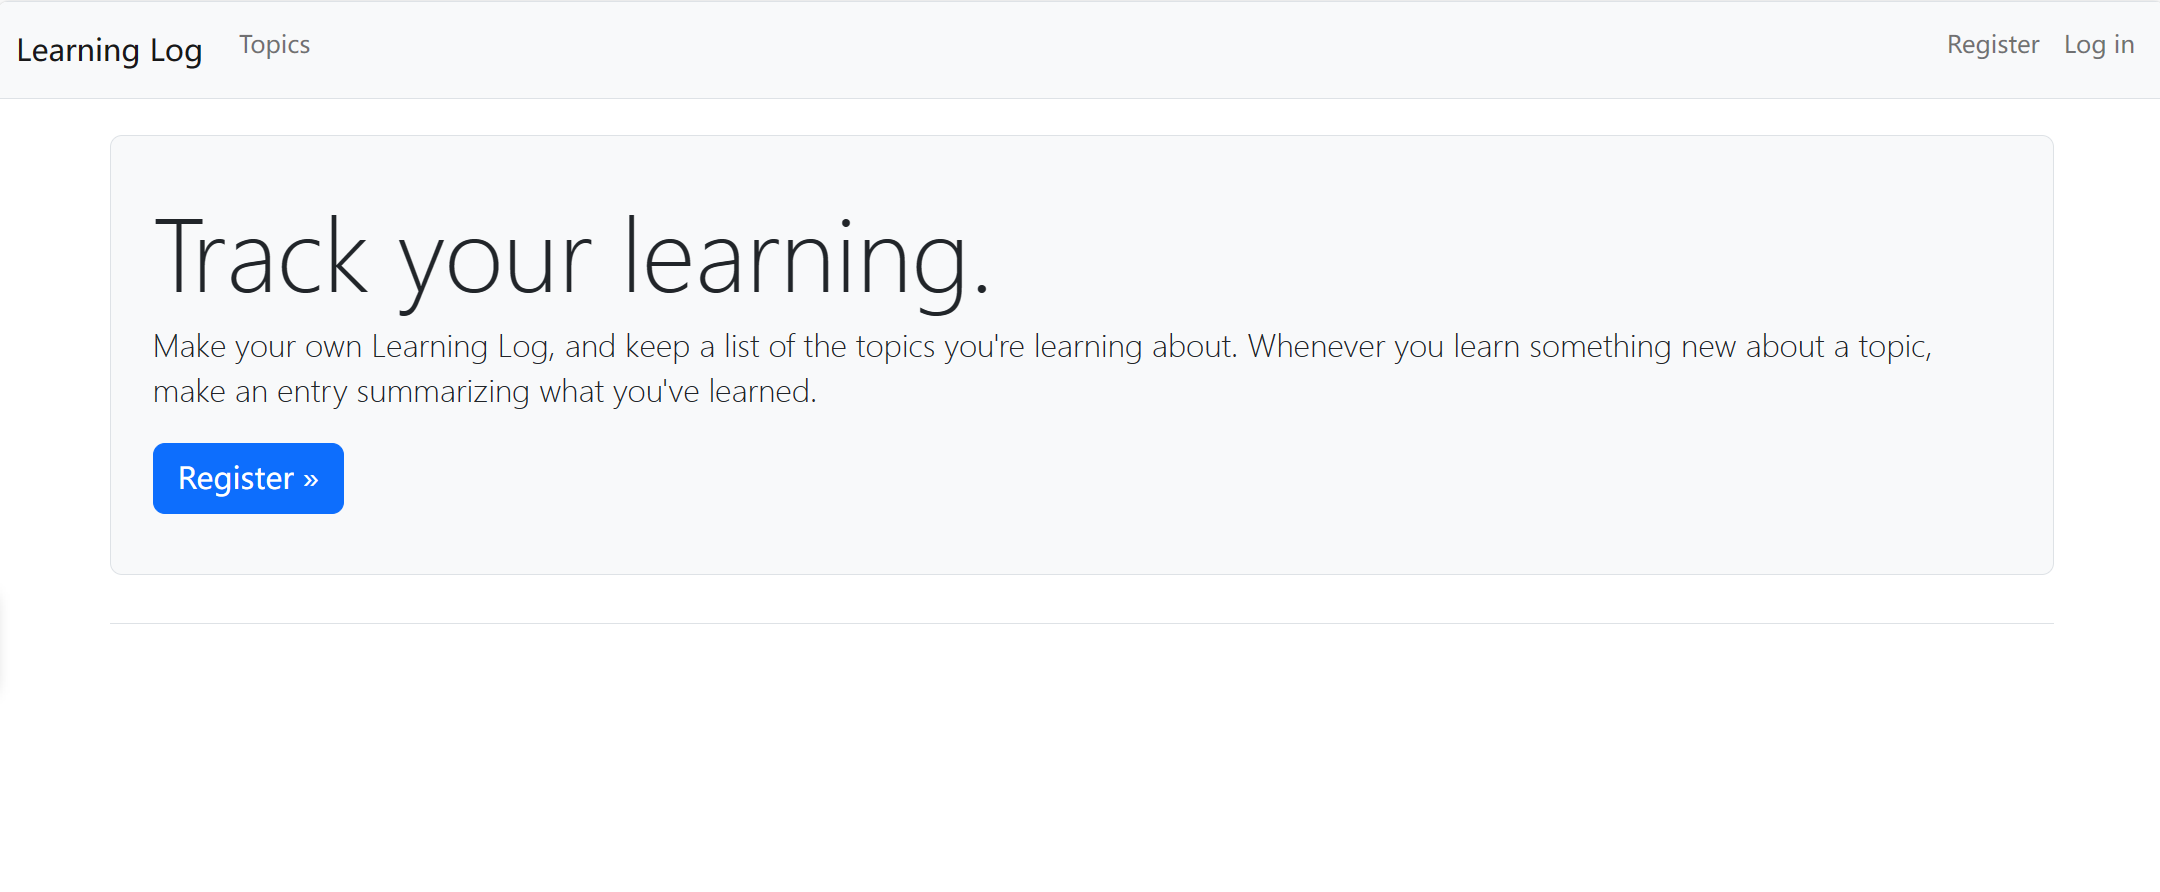 Learning Log Topics Register Log in
Track your learning.
Make your own Learning Log, and keep a list of the topics you're learning about. Whenever you learn something new about a topic,
make an entry summarizing what you've learned.
Register »